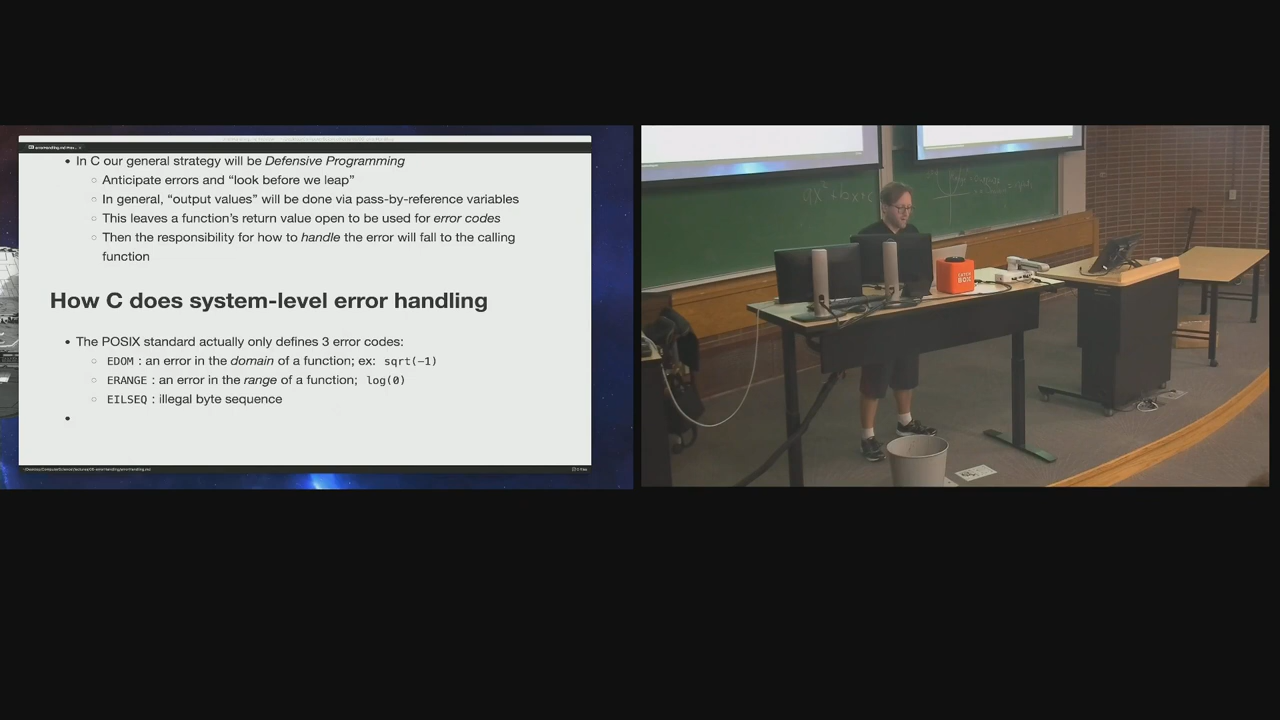 • In C our general strategy will be Defensive Programming
○ Anticipate errors and “look before we leap”
○ In general, “output values” will be done via pass-by-reference variables
○ This leaves a function’s return value open to be used for error codes
○ Then the responsibility for how to handle the error will fall to the calling
function
How C does system-level error handling
• The POSIX standard actually only defines 3 error codes:
○ EDOM : an error in the domain of a function; ex: sqrt(-1)
○ ERANGE : an error in the range of a function; log(0)
○ EILSEQ : illegal byte sequence
•